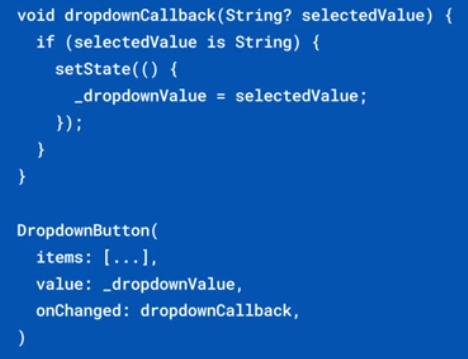 void dropdownCallback(String? selectedValue) {
  if (selectedValue is String) {
    setState(() {
      _dropdownValue = selectedValue;
    });
  }
}

DropdownButton(
  items: [...],
  value: _dropdownValue,
  onChanged: dropdownCallback,
)